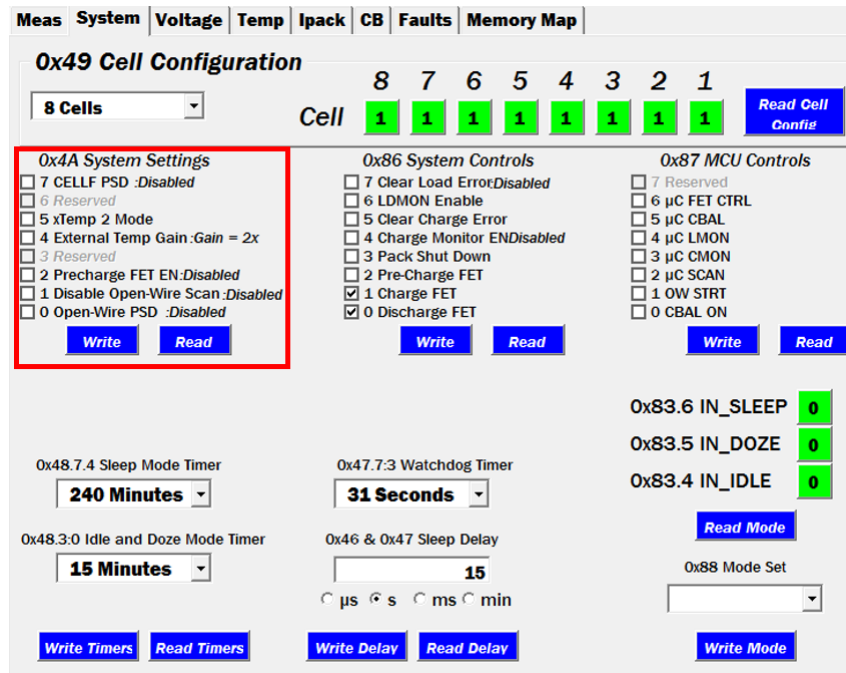 Meas System Voltage Temp Ipack CB Faults Memory Map
0x49 Cell Configuration
8 7 6 5 4 3 2 1
8 Cells
Cell 1 1 1 1 1 1 1 1
Read Cell
Config
0x4A System Settings
7 CELLF PSD :Disabled
6 Reserved
5 xTemp 2 Mode
4 External Temp Gain :Gain = 2x
3 Reserved
2 Precharge FET EN:Disabled
1 Disable Open-Wire Scan :Disabled
0 Open-Wire PSD :Disabled
Write Read
0x86 System Controls
7 Clear Load Error:Disabled
6 LDMON Enable
5 Clear Charge Error
4 Charge Monitor ENDisabled
3 Pack Shut Down
2 Pre-Charge FET
1 Charge FET
0 Discharge FET
Write Read
0x87 MCU Controls
7 Reserved
6 µC FET CTRL
5 µC CBAL
4 µC LMON
3 µC CMON
2 µC SCAN
1 OW STRT
0 CBAL ON
Write Read
0x83.6 IN_SLEEP 0
0x83.5 IN_DOZE 0
0x83.4 IN_IDLE 0
Read Mode
0x48.7.4 Sleep Mode Timer
240 Minutes
0x47.7:3 Watchdog Timer
31 Seconds
0x48.3:0 Idle and Doze Mode Timer
15 Minutes
0x46 & 0x47 Sleep Delay
15
µs s ms min
0x88 Mode Set
Write Timers Read Timers
Write Delay Read Delay
Write Mode